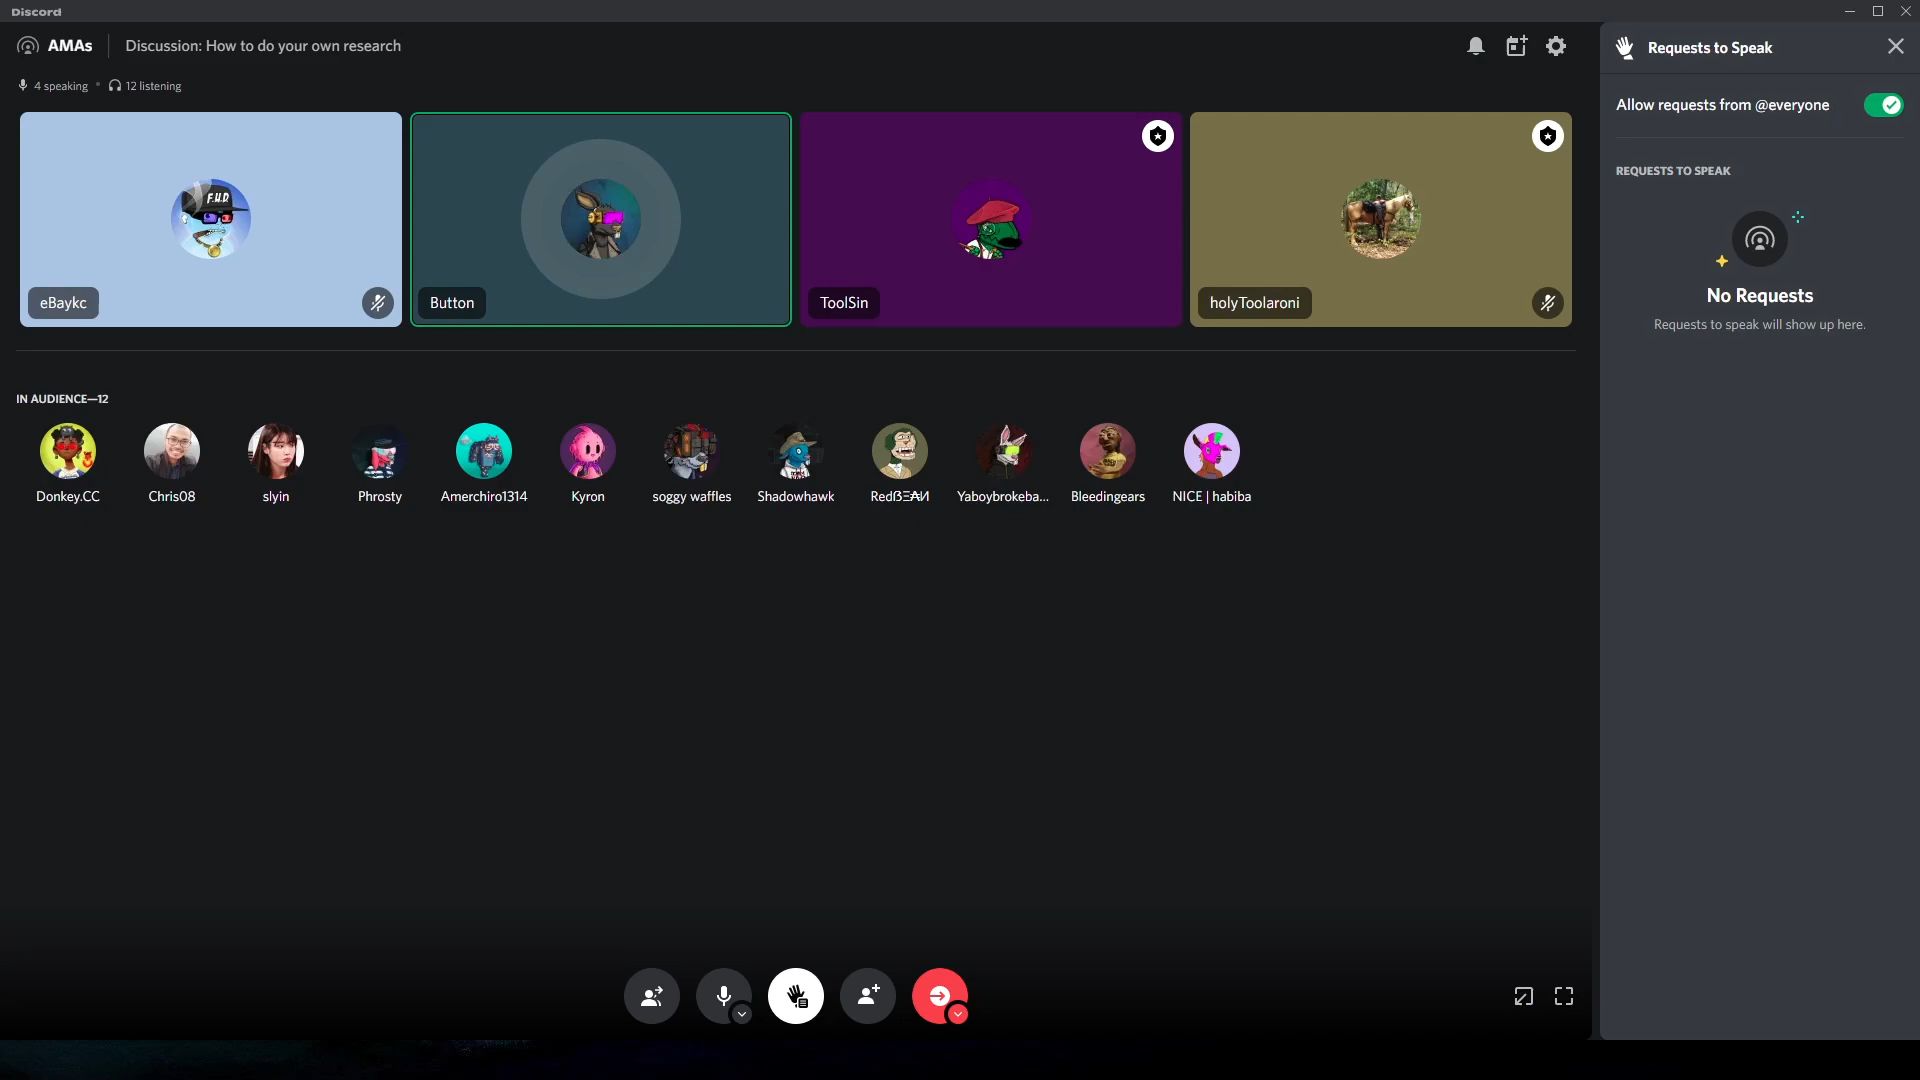 Discord
AMAs
Discussion: How to do your own research
4 speaking • 12 listening
F.U.D
eBaykc
Button
ToolSin
holyToolaroni
IN AUDIENCE—12
Donkey.CC
Chris08
slyin
Phrosty
Amerchiro1314
Kyron
soggy waffles
Shadowhawk
Yaboybrokeba...
Bleedingears
NICE | habiba
Requests to Speak
Allow requests from @everyone
REQUESTS TO SPEAK
No Requests
Requests to speak will show up here.